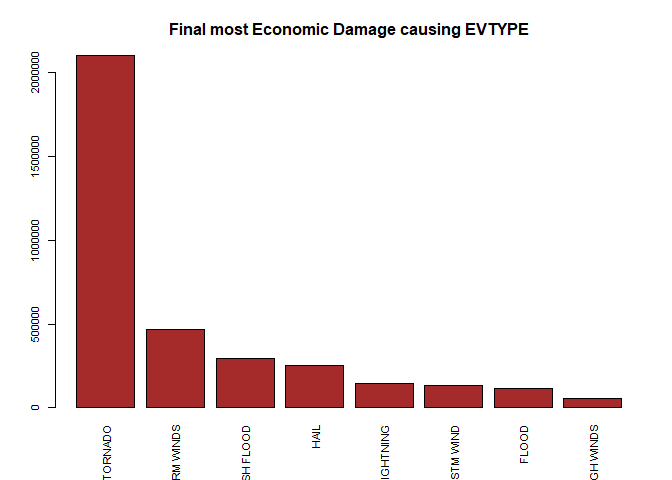 Final most Economic Damage causing EVTYPE
2000000
1500000
1000000
500000
0
TORNADO
RM WINDS
SH FLOOD
HAIL
IGHTNING
STM WIND
FLOOD
GH WINDS